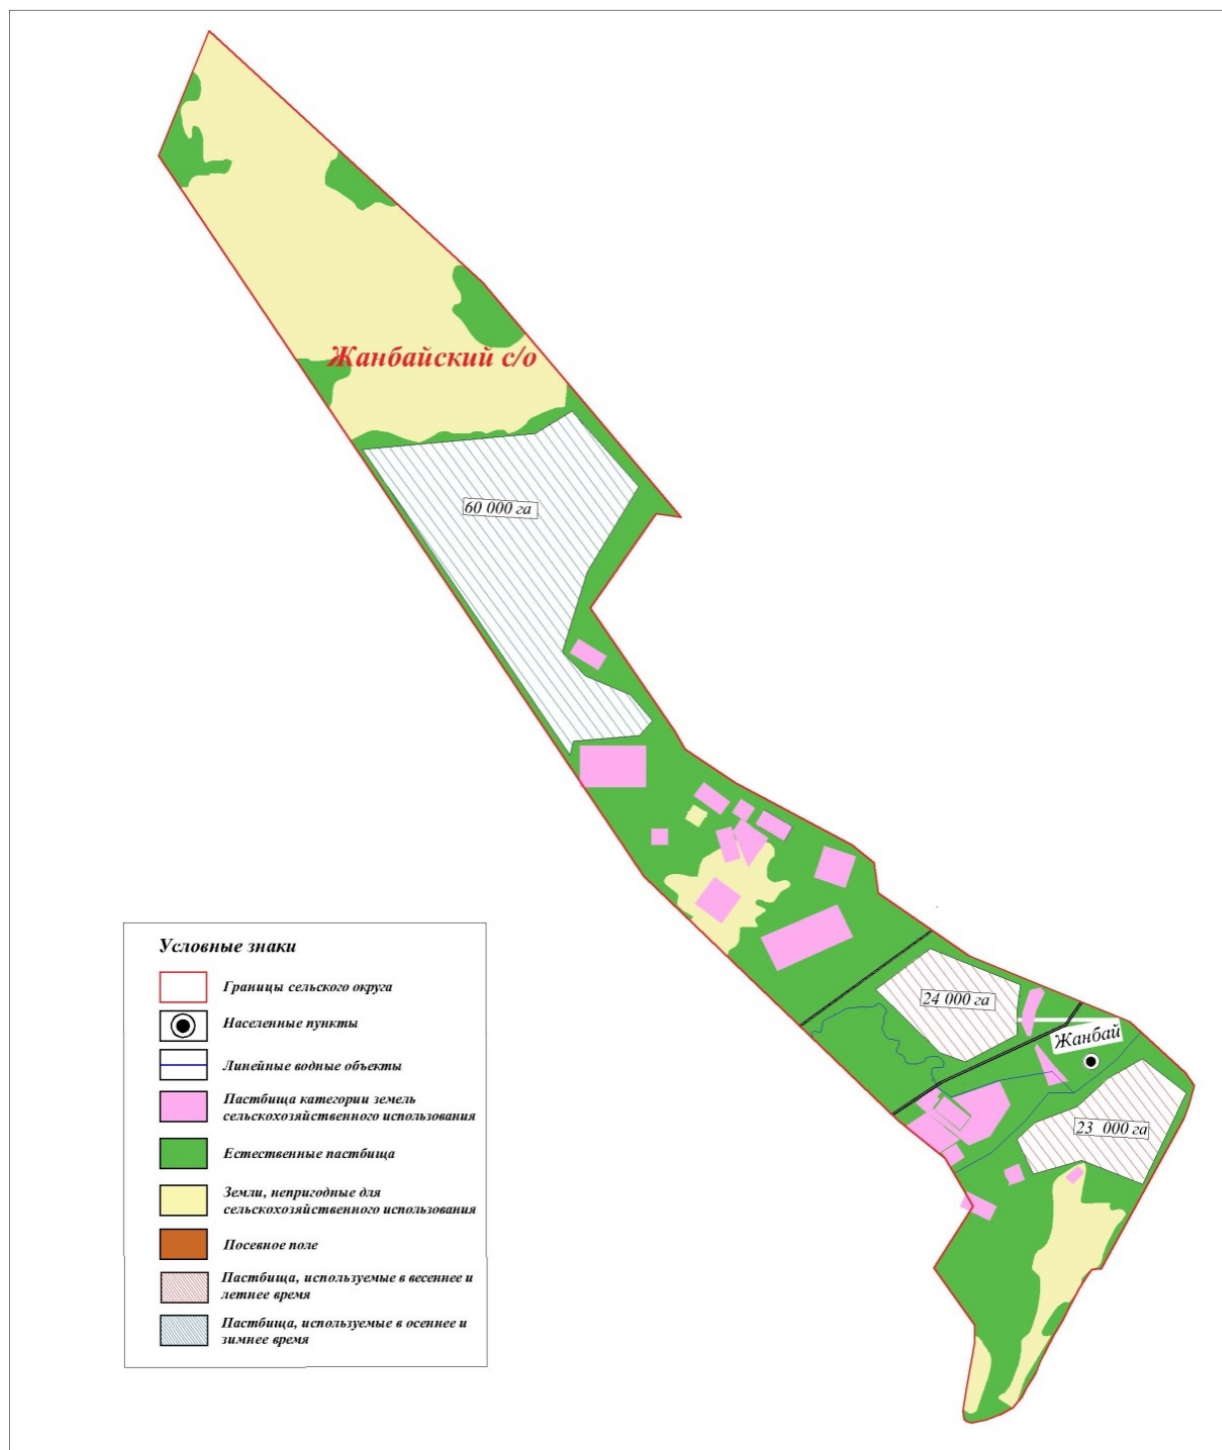 Жанбайский с/о
60 000 га
24 000 га
Жанбай
23 000 га
Условные знаки
Границы сельского округа
Населенные пункты
Линейные водные объекты
Пастбища категории земель
сельскохозяйственного использования
Естественные пастбища
Земли, непригодные для
сельскохозяйственного использования
Посевное поле
Пастбища, используемые в весеннее и
летнее время
Пастбища, используемые в осеннее и
зимнее время